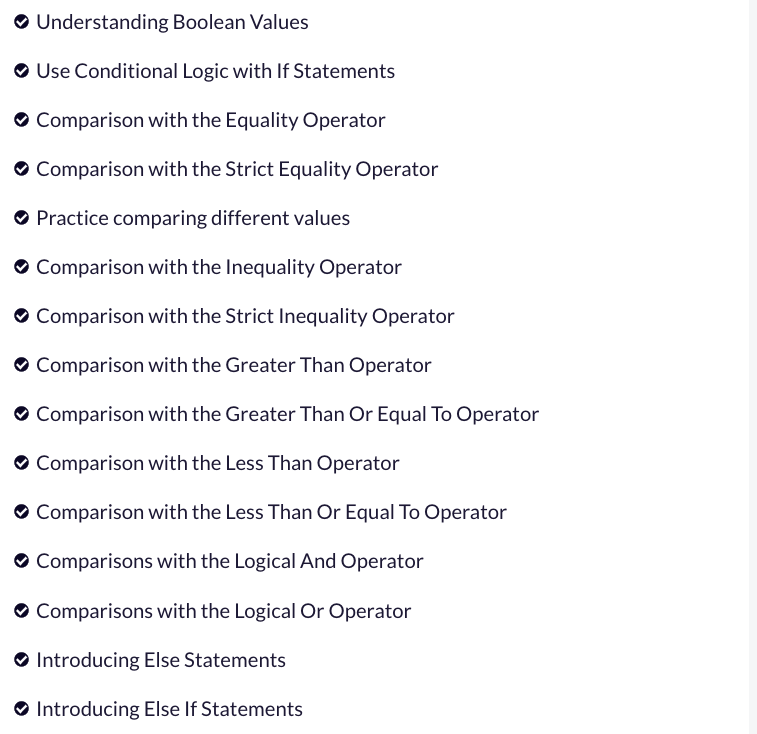 Understanding Boolean Values
Use Conditional Logic with If Statements
Comparison with the Equality Operator
Comparison with the Strict Equality Operator
Practice comparing different values
Comparison with the Inequality Operator
Comparison with the Strict Inequality Operator
Comparison with the Greater Than Operator
Comparison with the Greater Than Or Equal To Operator
Comparison with the Less Than Operator
Comparison with the Less Than Or Equal To Operator
Comparisons with the Logical And Operator
Comparisons with the Logical Or Operator
Introducing Else Statements
Introducing Else If Statements